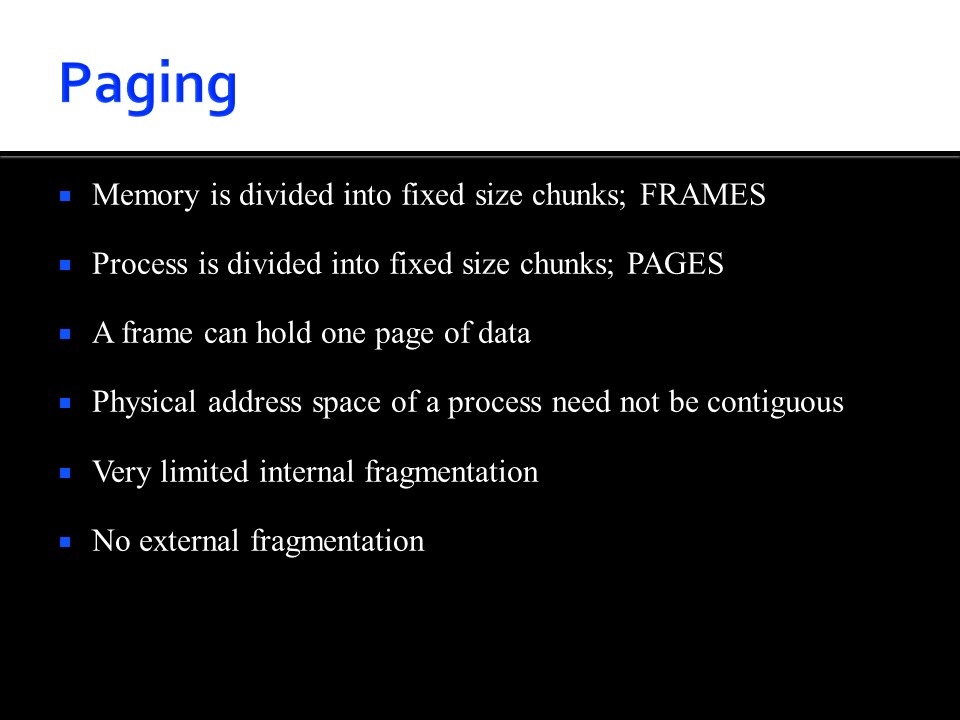 Paging
Memory is divided into fixed size chunks; FRAMES
Process is divided into fixed size chunks; PAGES
A frame can hold one page of data
Physical address space of a process need not be contiguous
Very limited internal fragmentation
No external fragmentation